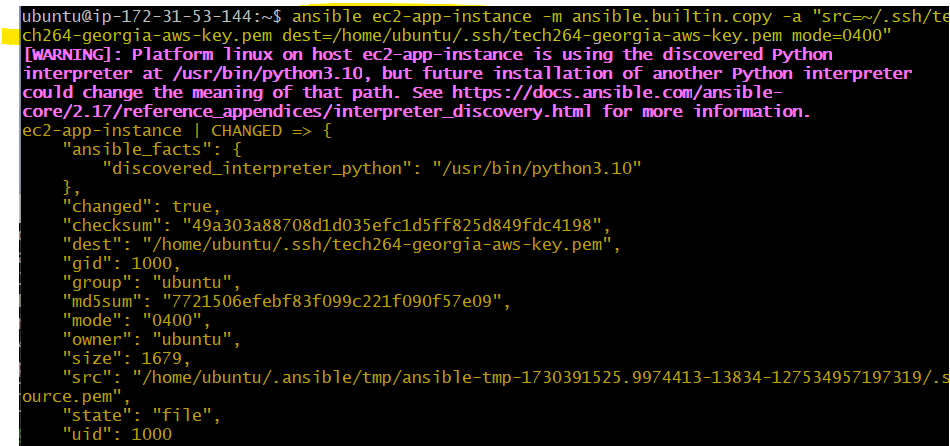 ubuntu@ip-172-31-53-144:~$ ansible ec2-app-instance -m ansible.builtin.copy -a "src=~/.ssh/te
ch264-georgia-aws-key.pem dest=/home/ubuntu/.ssh/tech264-georgia-aws-key.pem mode=0400"
[WARNING]: Platform linux on host ec2-app-instance is using the discovered Python
interpreter at /usr/bin/python3.10, but future installation of another Python interpreter
could change the meaning of that path. See https://docs.ansible.com/ansible-
core/2.17/reference_appendices/interpreter_discovery.html for more information.
ec2-app-instance | CHANGED => {
    "ansible_facts": {
        "discovered_interpreter_python": "/usr/bin/python3.10"
    },
    "changed": true,
    "checksum": "49a303a88708d1d035efc1d5ff825d849fdc4198",
    "dest": "/home/ubuntu/.ssh/tech264-georgia-aws-key.pem",
    "gid": 1000,
    "group": "ubuntu",
    "md5sum": "7721506efebf83f099c221f090f57e09",
    "mode": "0400",
    "owner": "ubuntu",
    "size": 1679,
    "src": "/home/ubuntu/.ansible/tmp/ansible-tmp-1730391525.9974413-13834-127534957197319/.s
ource.pem",
    "state": "file",
    "uid": 1000